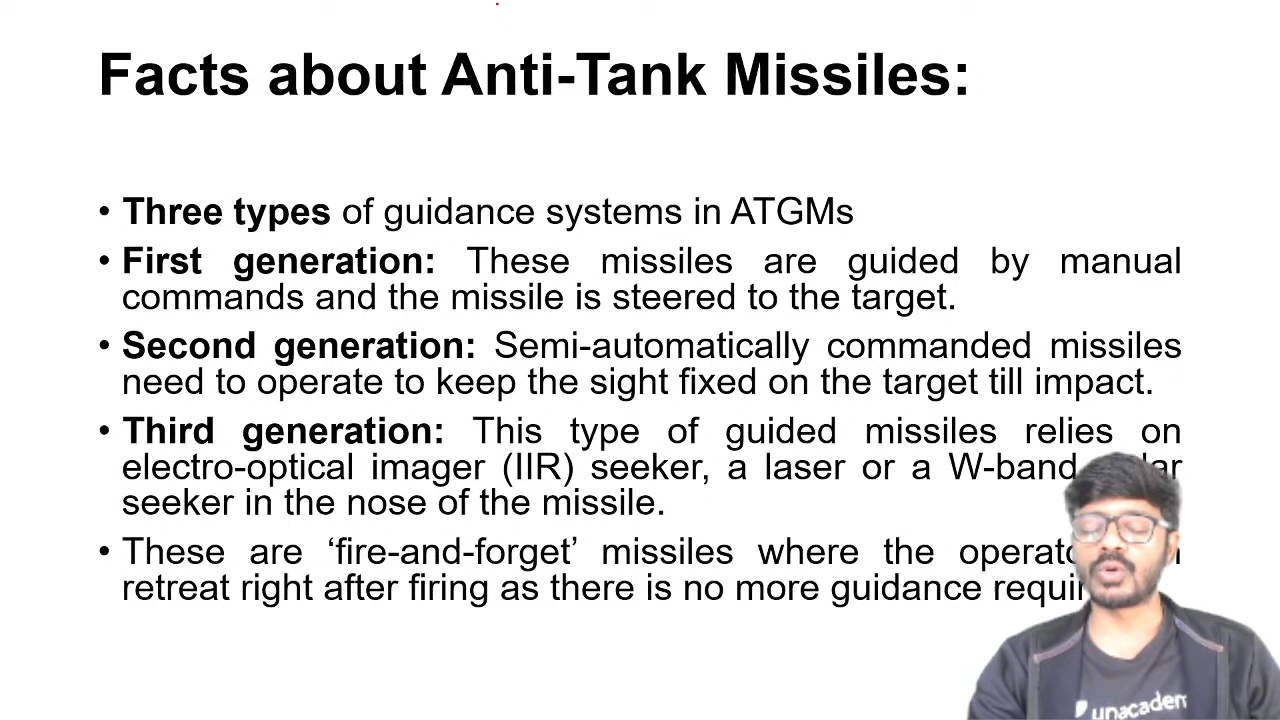 Facts about Anti-Tank Missiles:
• Three types of guidance systems in ATGMs
• First generation: These missiles are guided by manual
commands and the missile is steered to the target.
• Second generation: Semi-automatically commanded missiles
need to operate to keep the sight fixed on the target till impact.
• Third generation: This type of guided missiles relies on
electro-optical imager (IIR) seeker, a laser or a W-band
seeker in the nose of the missile.
• These are ‘fire-and-forget’ missiles where the
retreat right after firing as there is no more guidance
unacadem